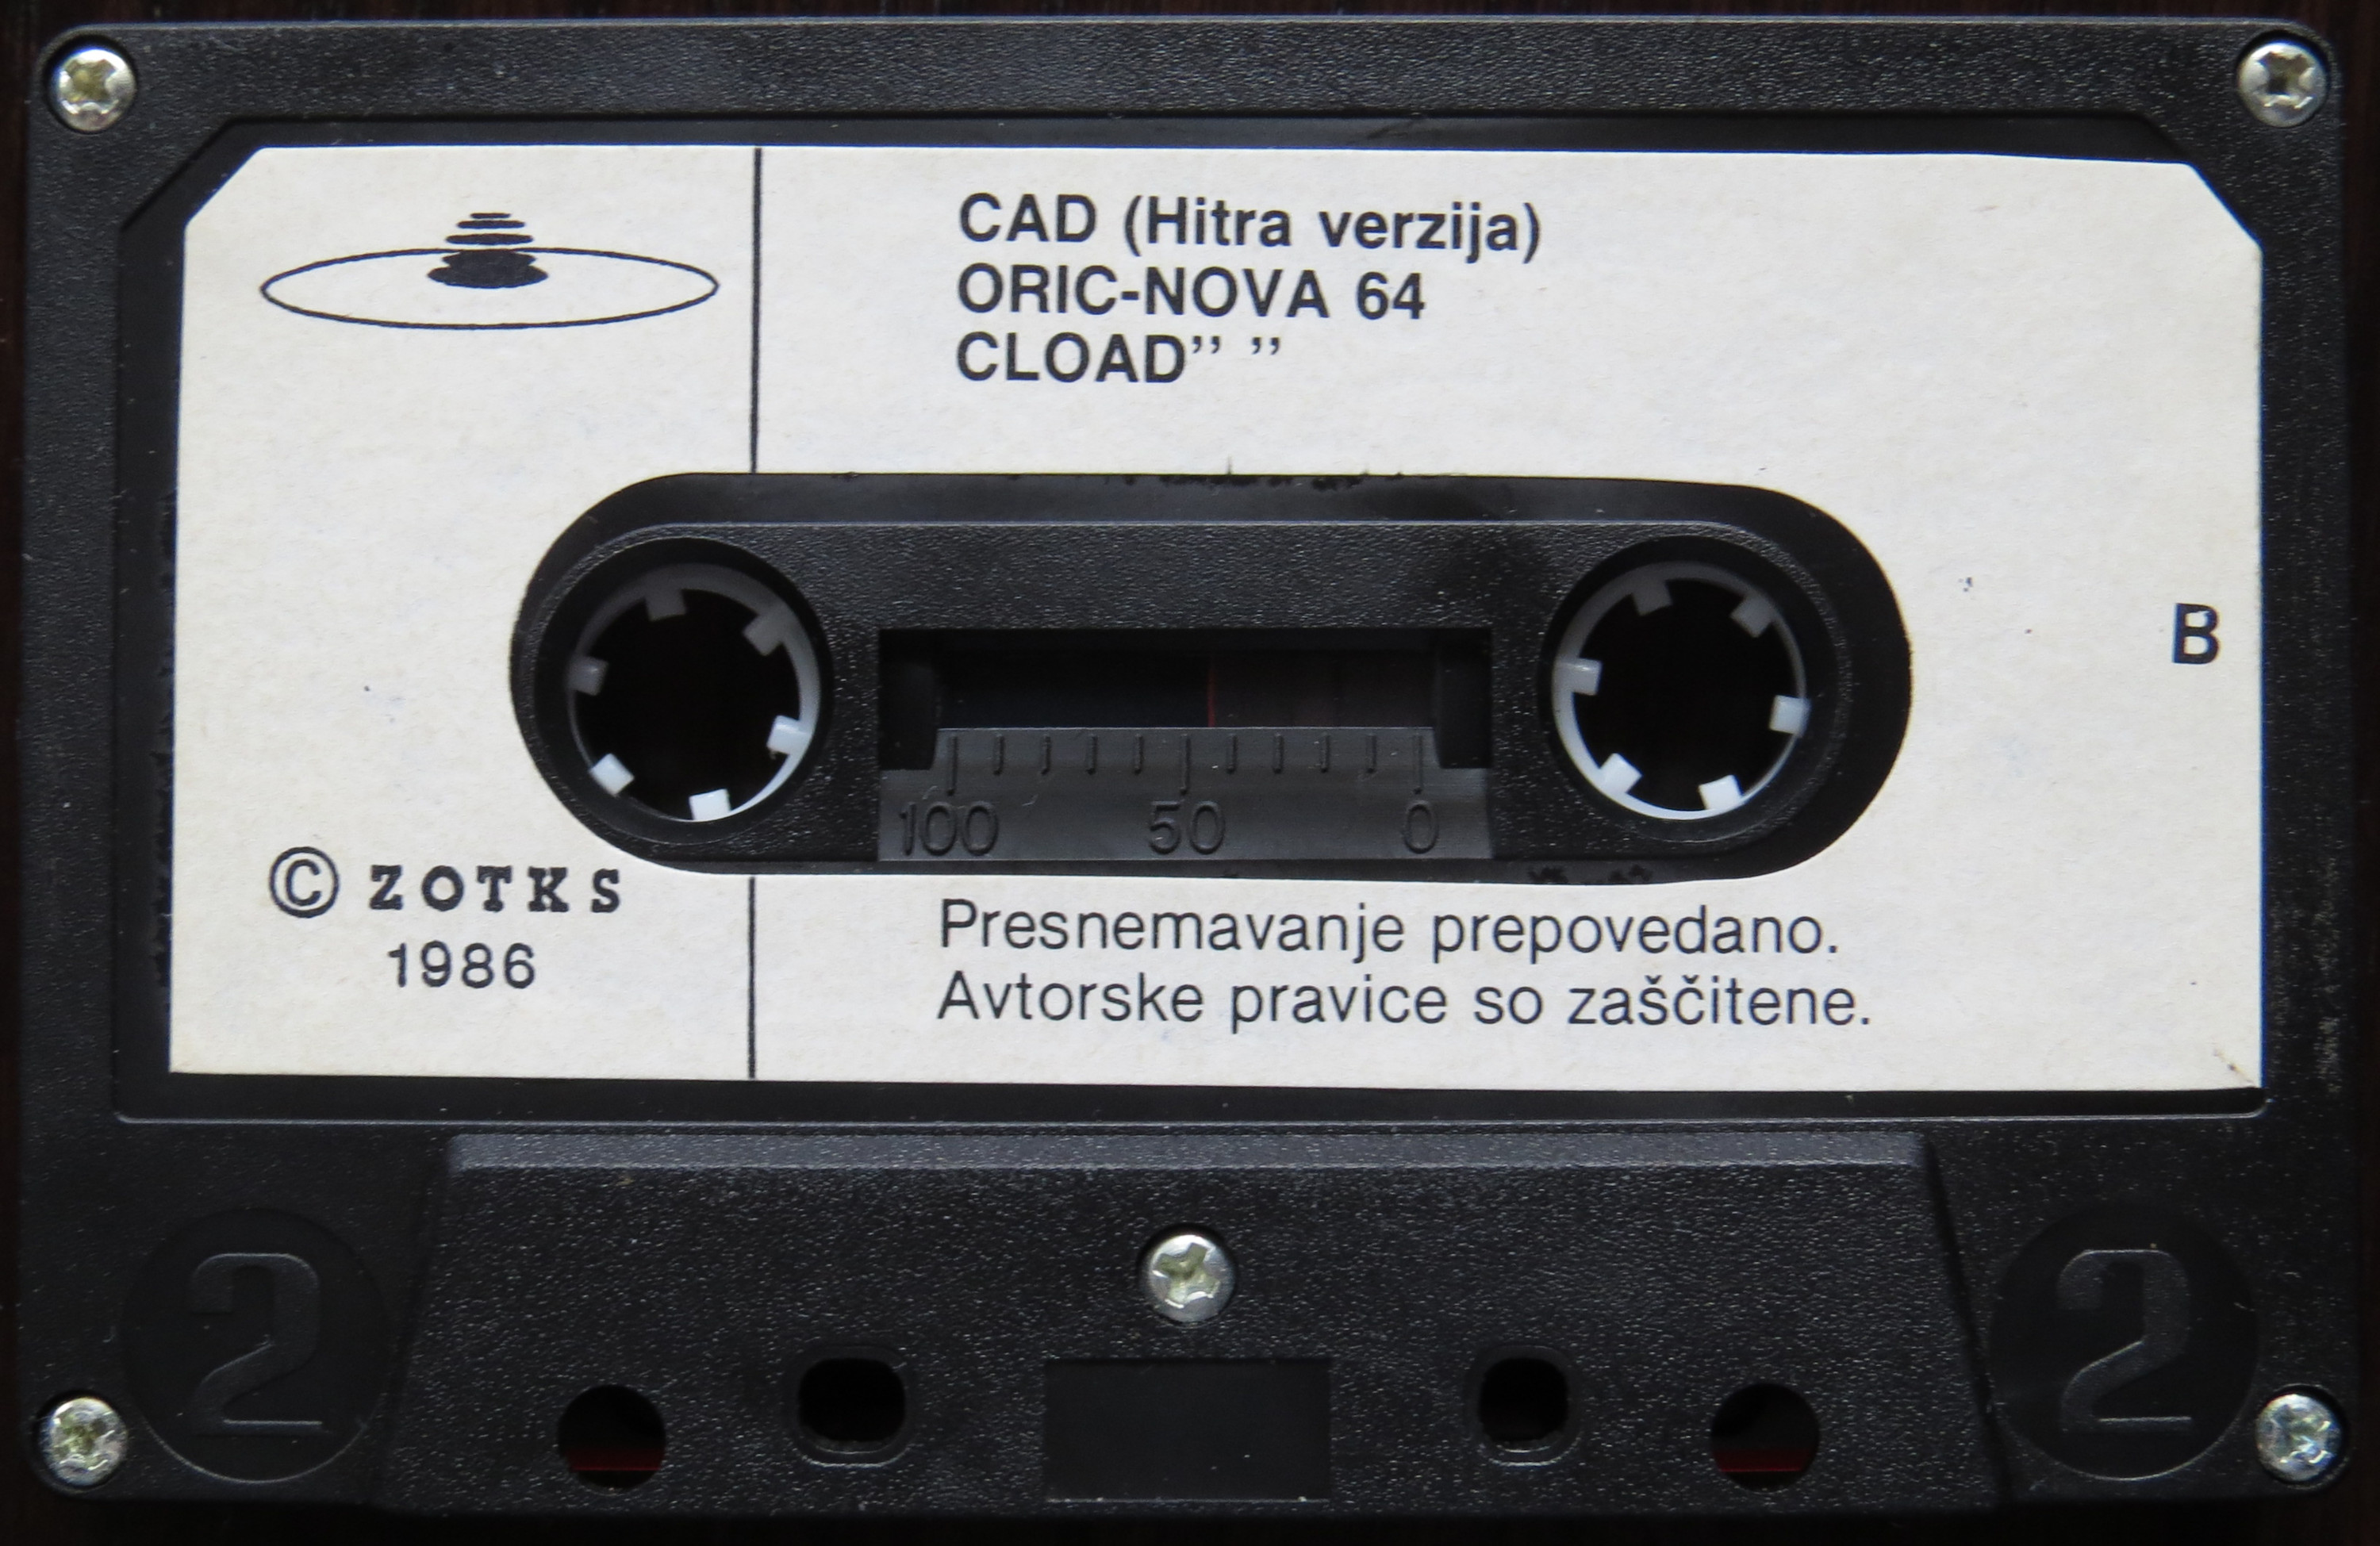 CAD (Hitra verzija)
ORIC-NOVA 64
CLOAD” ”
B
100 50 0
© ZOTKS
1986
Presnemavanje prepovedano.
Avtorske pravice so zaščitene.
2 2